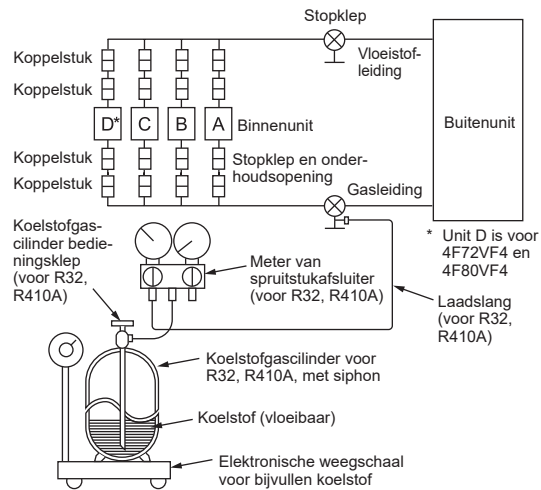 Stopklep
Koppelstuk
Vloeistof-
leiding
Koppelstuk
D*
C
B
A
Binnenunit
Buitenunit
Koppelstuk
Stopklep en onder-
houdsopening
Koppelstuk
Gasleiding
Koelstofgas-
cilinder bedie-
ningsklep
(voor R32,
R410A)
* Unit D is voor
4F72VF4 en
4F80VF4
Meter van
spruitstukafsluiter
(voor R32, R410A)
Laadslang
(voor R32,
R410A)
Koelstofgascilinder voor
R32, R410A, met siphon
Koelstof (vloeibaar)
Elektronische weegschaal
voor bijvullen koelstof